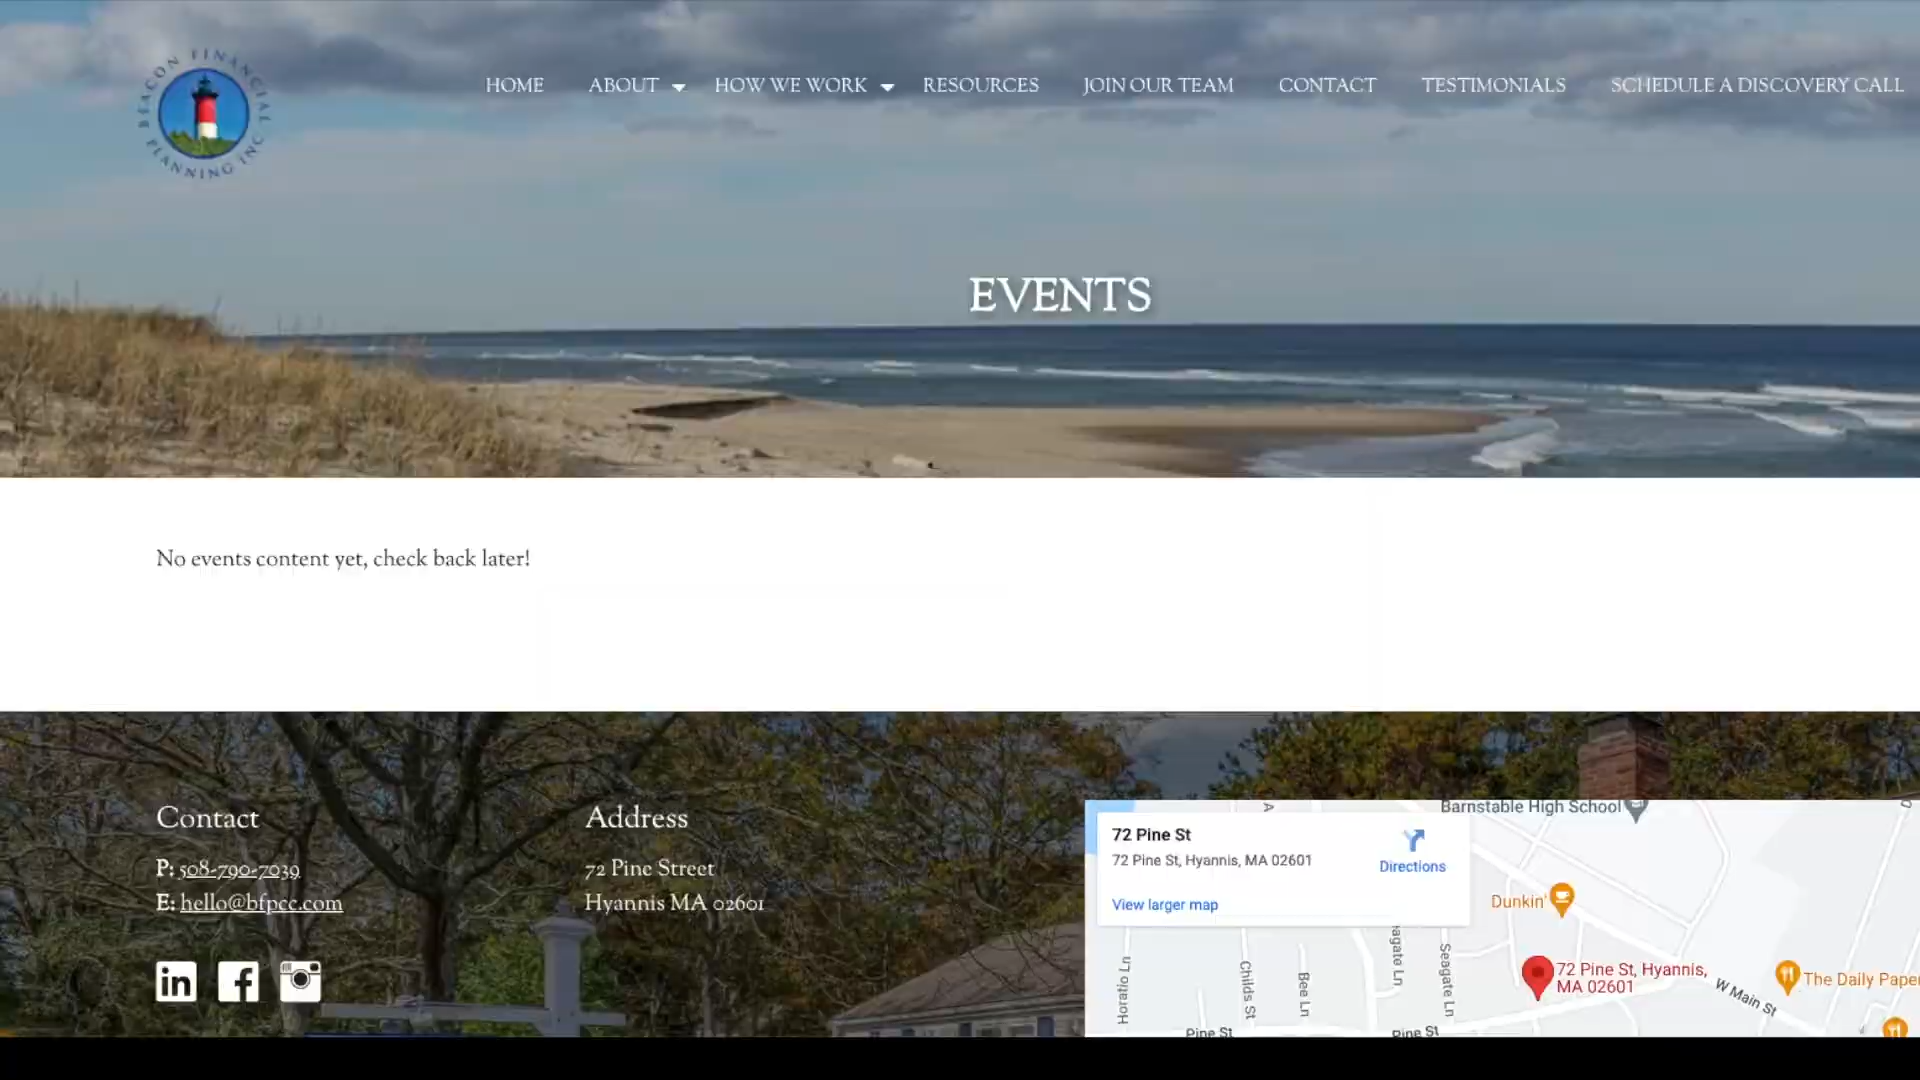 BEACON FINANCIAL PLANNING INC
HOME ABOUT HOW WE WORK RESOURCES JOIN OUR TEAM CONTACT TESTIMONIALS SCHEDULE A DISCOVERY CALL
EVENTS
No events content yet, check back later!
Contact
P: 508-790-7039
E: hello@bfpcc.com
Address
72 Pine Street
Hyannis MA 02601
Barnstable High School
72 Pine St
72 Pine St, Hyannis, MA 02601
Directions
View larger map
Dunkin'
72 Pine St, Hyannis,
MA 02601
The Daily Paper
W Main St
Horatio Ln
Childs St
Bee Ln
Seagate Ln
Pine St
Pine St